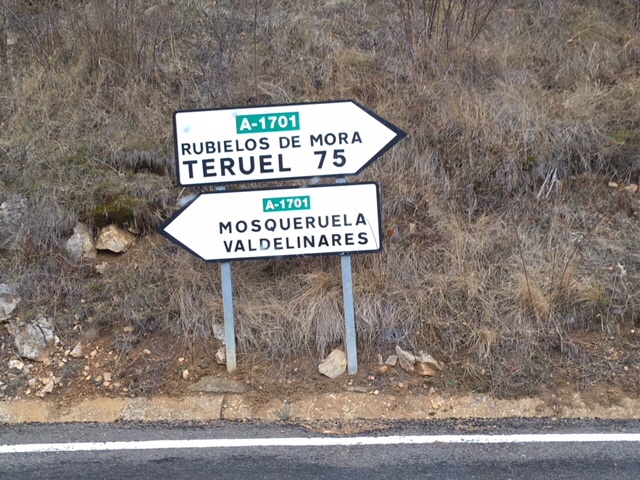 A-1701
RUBIELOS DE MORA
TERUEL 75
A-1701
MOSQUERUELA
VALDELINARES